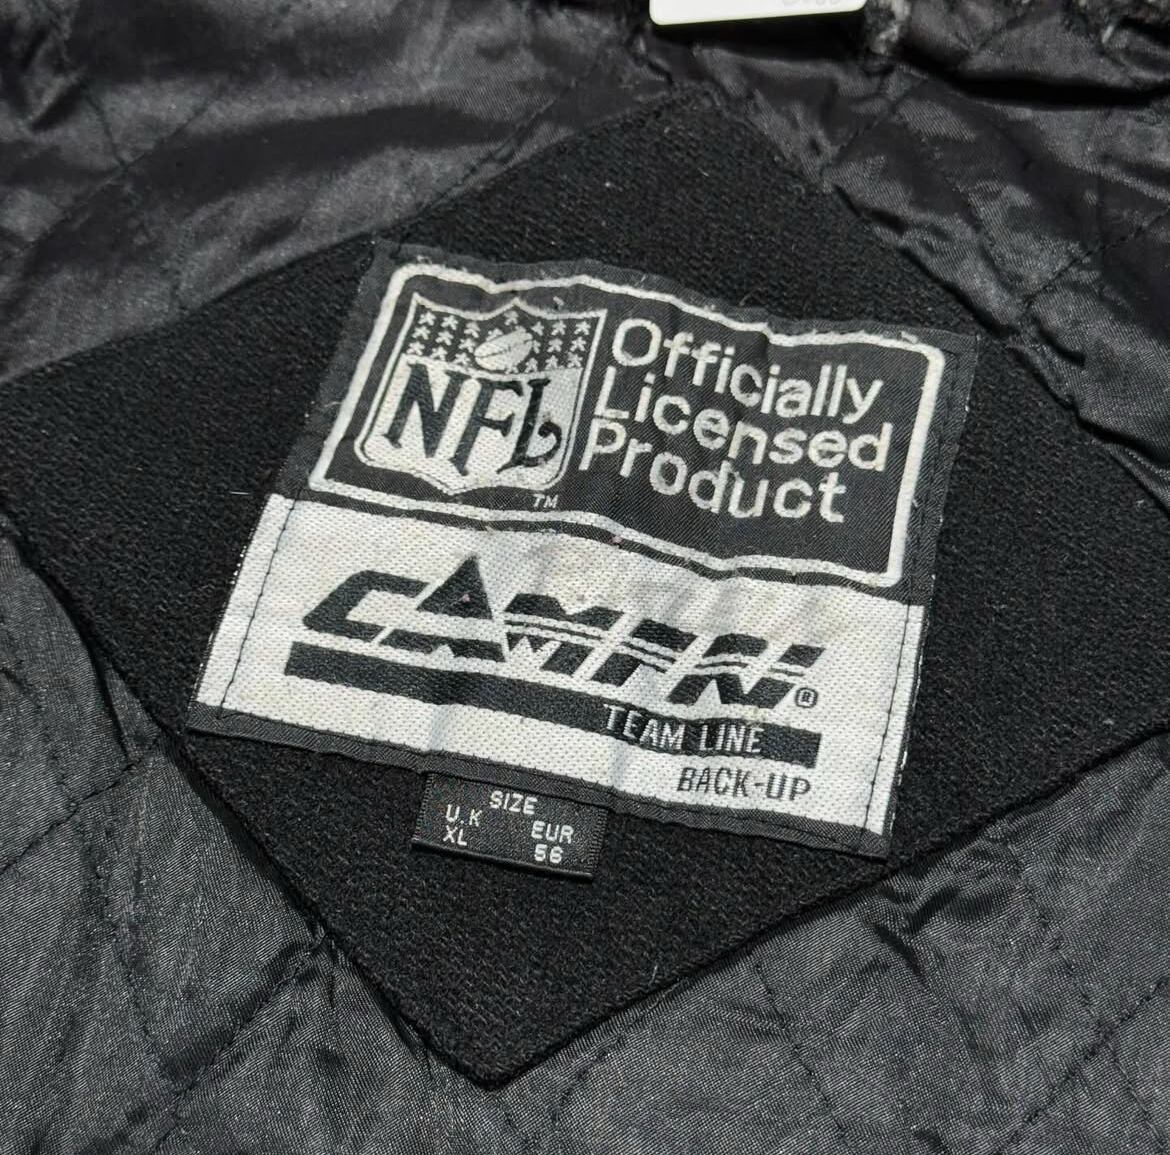 NFL
TM
Officially
Licensed
Product
CAMPRI®
TEAM LINE
BACK-UP
SIZE
U.K EUR
XL 56